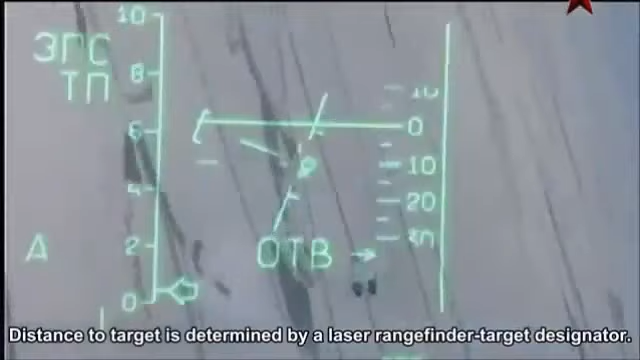 10
ЗГС
ТП
8
6
4
2
0
Д
10
0
10
20
30
ОТВ
Distance to target is determined by a laser rangefinder-target designator.